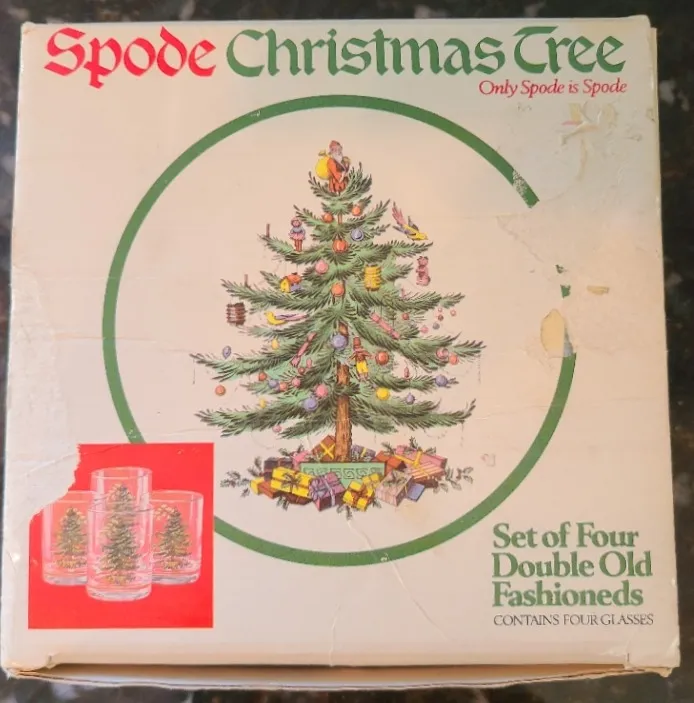 Spode Christmas Tree
Only Spode is Spode
Set of Four
Double Old
Fashioneds
CONTAINS FOUR GLASSES